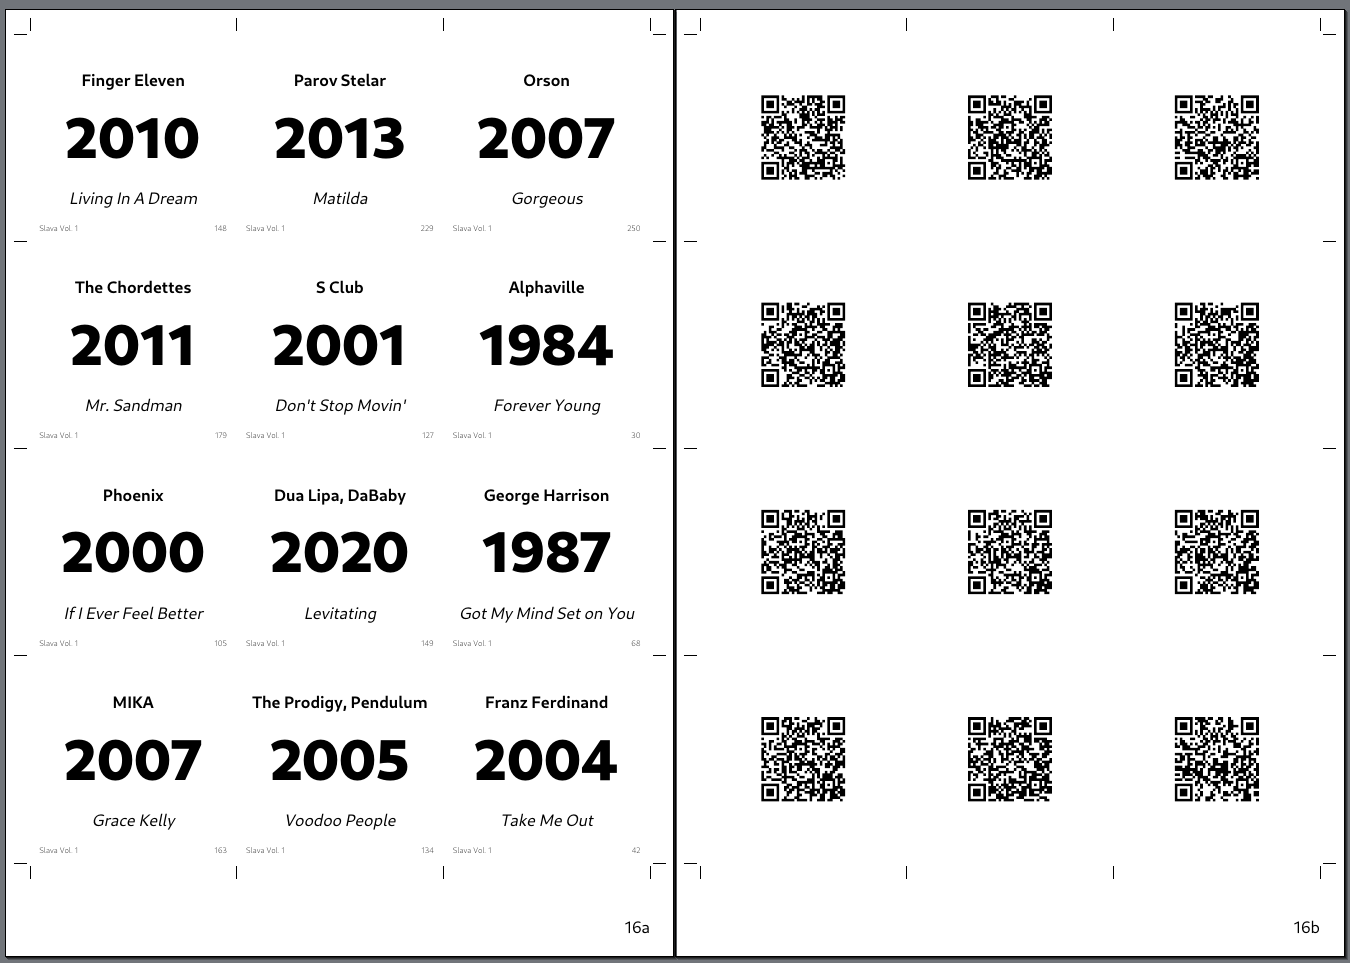 Finger Eleven
2010
Living In A Dream
Slava Vol. 1 148
Parov Stelar
2013
Matilda
Slava Vol. 1 229
Orson
2007
Gorgeous
Slava Vol. 1 250
The Chordettes
2011
Mr. Sandman
Slava Vol. 1 179
S Club
2001
Don't Stop Movin'
Slava Vol. 1 127
Alphaville
1984
Forever Young
Slava Vol. 1 30
Phoenix
2000
If I Ever Feel Better
Slava Vol. 1 105
Dua Lipa, DaBaby
2020
Levitating
Slava Vol. 1 149
George Harrison
1987
Got My Mind Set on You
Slava Vol. 1 68
MIKA
2007
Grace Kelly
Slava Vol. 1 163
The Prodigy, Pendulum
2005
Voodoo People
Slava Vol. 1 134
Franz Ferdinand
2004
Take Me Out
Slava Vol. 1 42
16a
16b